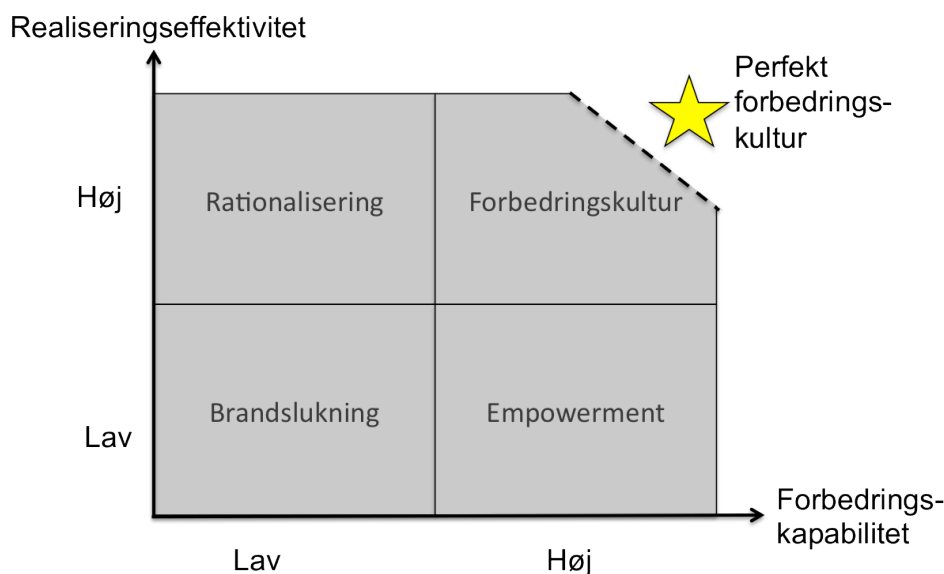 Realiseringseffektivitet
Perfekt
forbedrings-
kultur
Høj
Rationalisering
Forbedringskultur
Brandslukning
Empowerment
Lav
Forbedrings-
kapabilitet
Lav
Høj